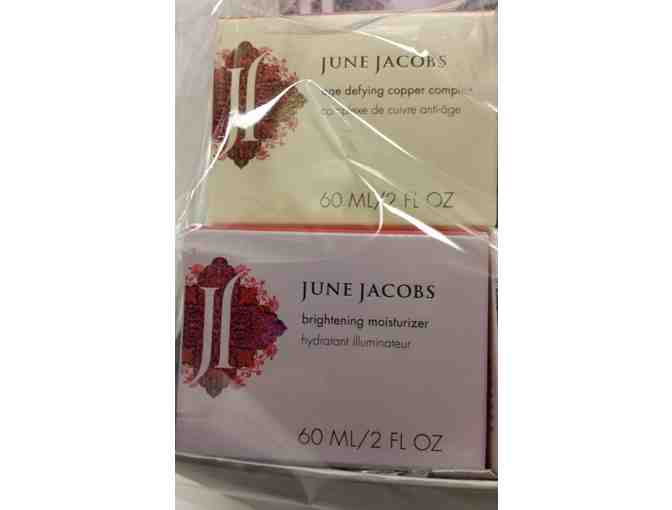 JUNE JACOBS
age defying copper complex
complexe de cuivre anti-âge
60 ML/2 FL OZ
JUNE JACOBS
brightening moisturizer
hydratant illuminateur
60 ML/2 FL OZ